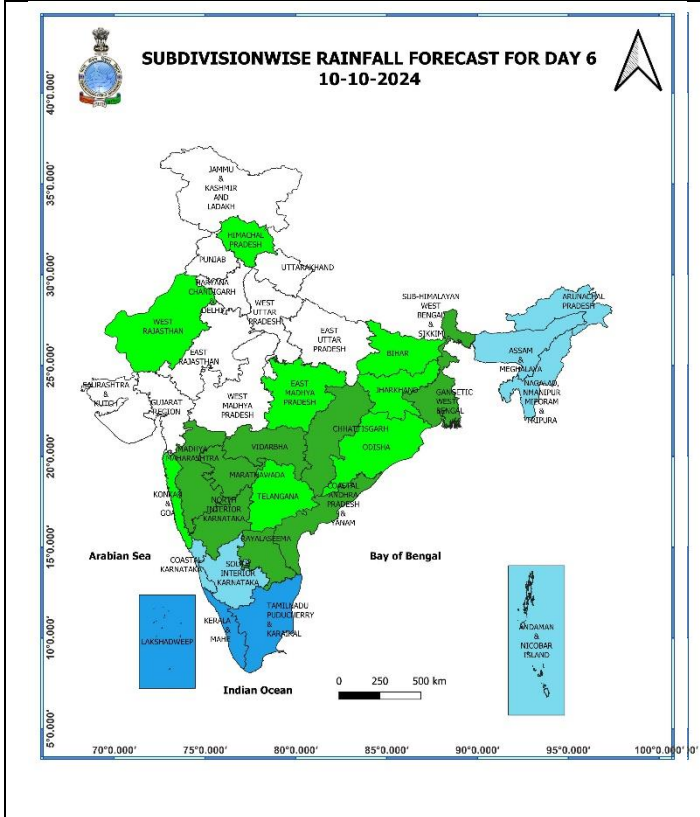 SUBDIVISIONWISE RAINFALL FORECAST FOR DAY 6
10-10-2024
40°0.000'
35°0.000'
30°0.000'
25°0.000'
20°0.000'
15°0.000'
10°0.000'
5°0.000'
JAMMU
&
KASHMIR
AND
LADAKH
HIMACHAL
PRADESH
PUNJAB
UTTARAKHAND
HARYANA
CHANDIGARH
&
DELHI
WEST
UTTAR
PRADESH
SUB-HIMALAYAN
WEST
BENGAL
&
SIKKIM
ARUNACHAL
PRADESH
WEST
RAJASTHAN
EAST
RAJASTHAN
EAST
UTTAR
PRADESH
BIHAR
ASSAM
&
MEGHALAYA
SAURASHTRA
&
KUTCH
GUJARAT
REGION
WEST
MADHYA
PRADESH
EAST
MADHYA
PRADESH
JHARKHAND
GANGETIC
WEST
BENGAL
&
TRIPURA
CHHATTISGARH
MADHYA
MAHARASHTRA
VIDARBHA
ODISHA
MARATHAWADA
KONKAN
&
GOA
NORTH
INTERIOR
KARNATAKA
TELANGANA
COASTAL
ANDHRA
PRADESH
&
YANAM
RAYALASEEMA
Arabian Sea
COASTAL
KARNATAKA
SOUTH
INTERIOR
KARNATAKA
Bay of Bengal
LAKSHADWEEP
KERALA
&
MAHE
TAMILNADU
PUDUCHERRY
&
KARAIKAL
ANDAMAN
&
NICOBAR
ISLAND
Indian Ocean
0 250 500 km
70°0.000' 75°0.000' 80°0.000' 85°0.000' 90°0.000' 95°0.000' 100°0.000'